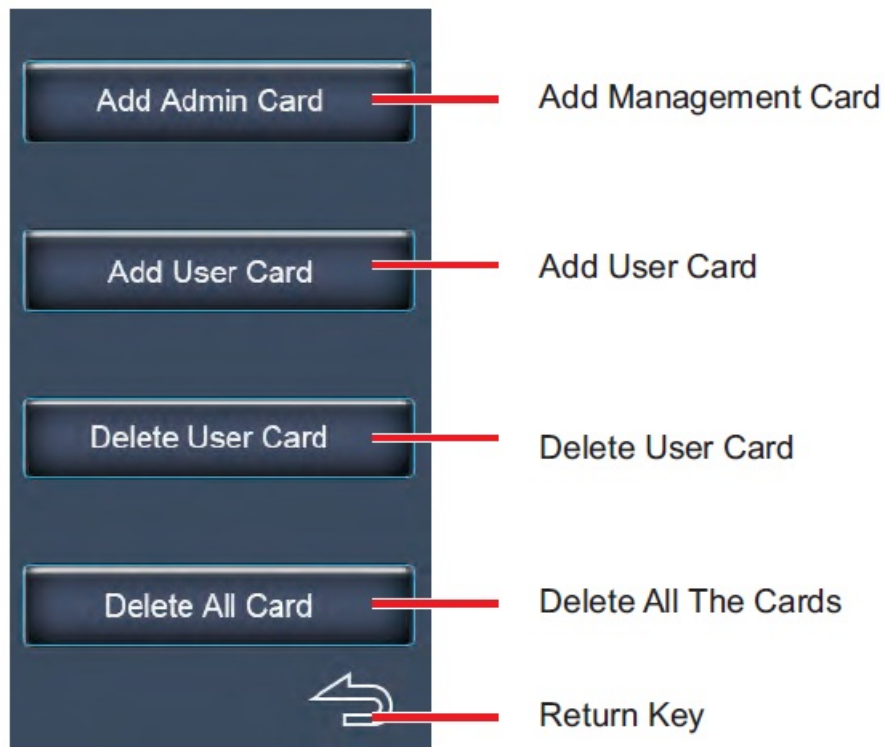 Add Admin Card Add Management Card
Add User Card Add User Card
Delete User Card Delete User Card
Delete All Card Delete All The Cards
Return Key